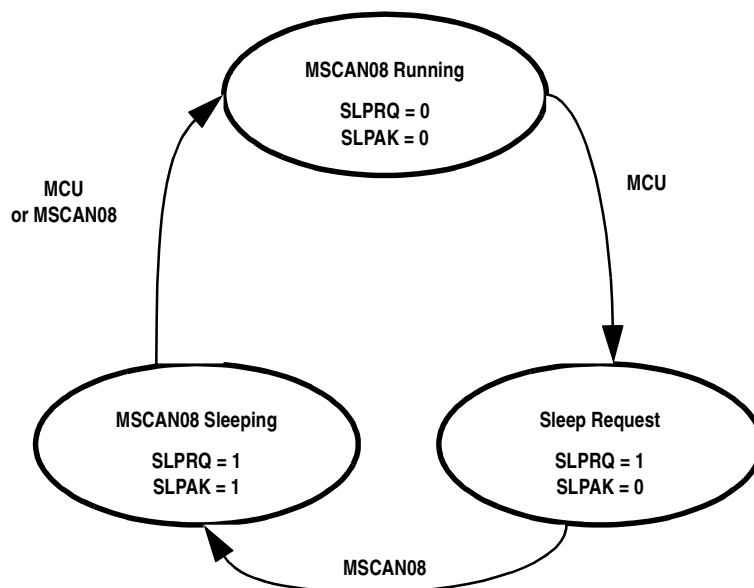 MSCAN08 Running
SLPRQ = 0
SLPAK = 0
MCU
or MSCAN08
MCU
MSCAN08 Sleeping
SLPRQ = 1
SLPAK = 1
Sleep Request
SLPRQ = 1
SLPAK = 0
MSCAN08